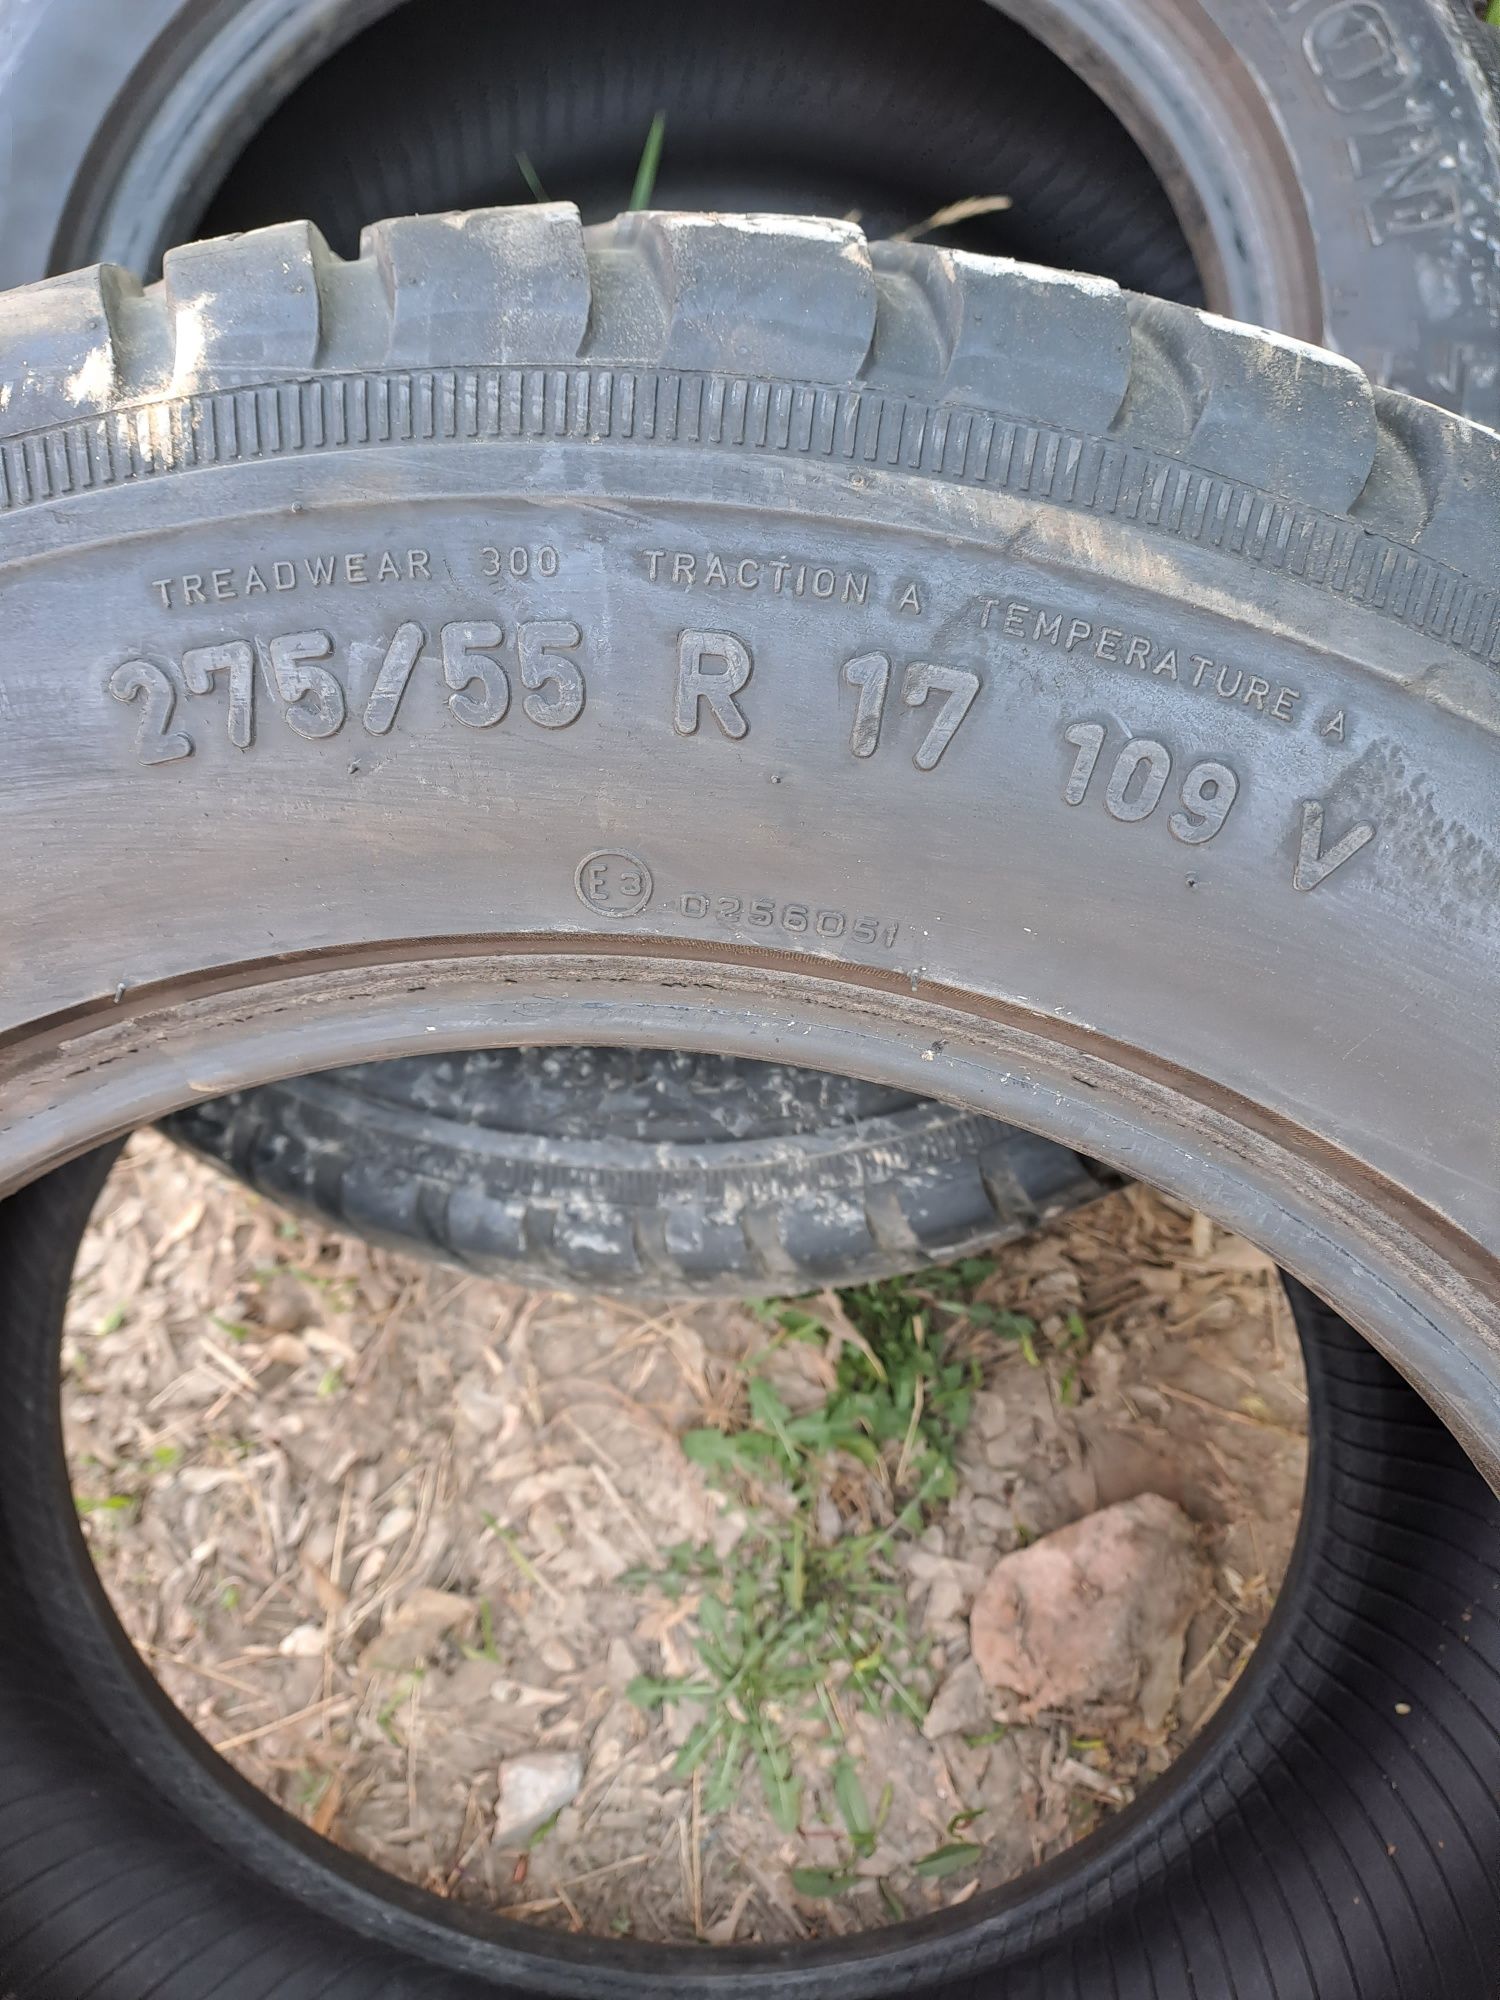 TREADWEAR 300 TRACTION A TEMPERATURE A
275/55 R 17 109 V
E3 0256051